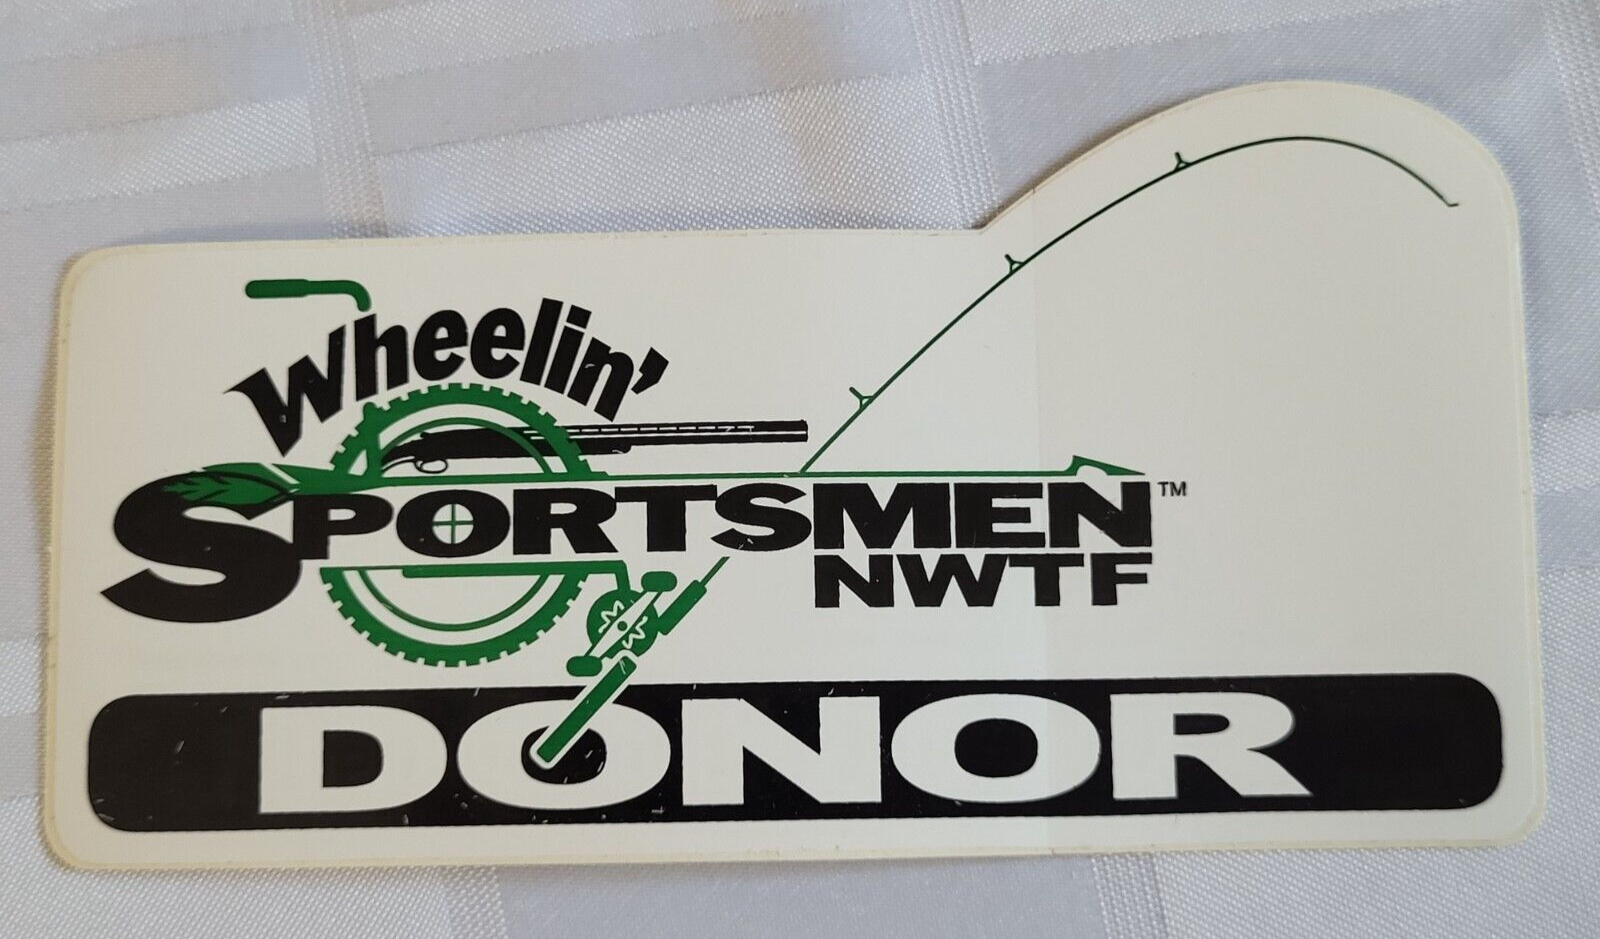 Wheelin'
SPORTSMEN™
NWTF
DONOR